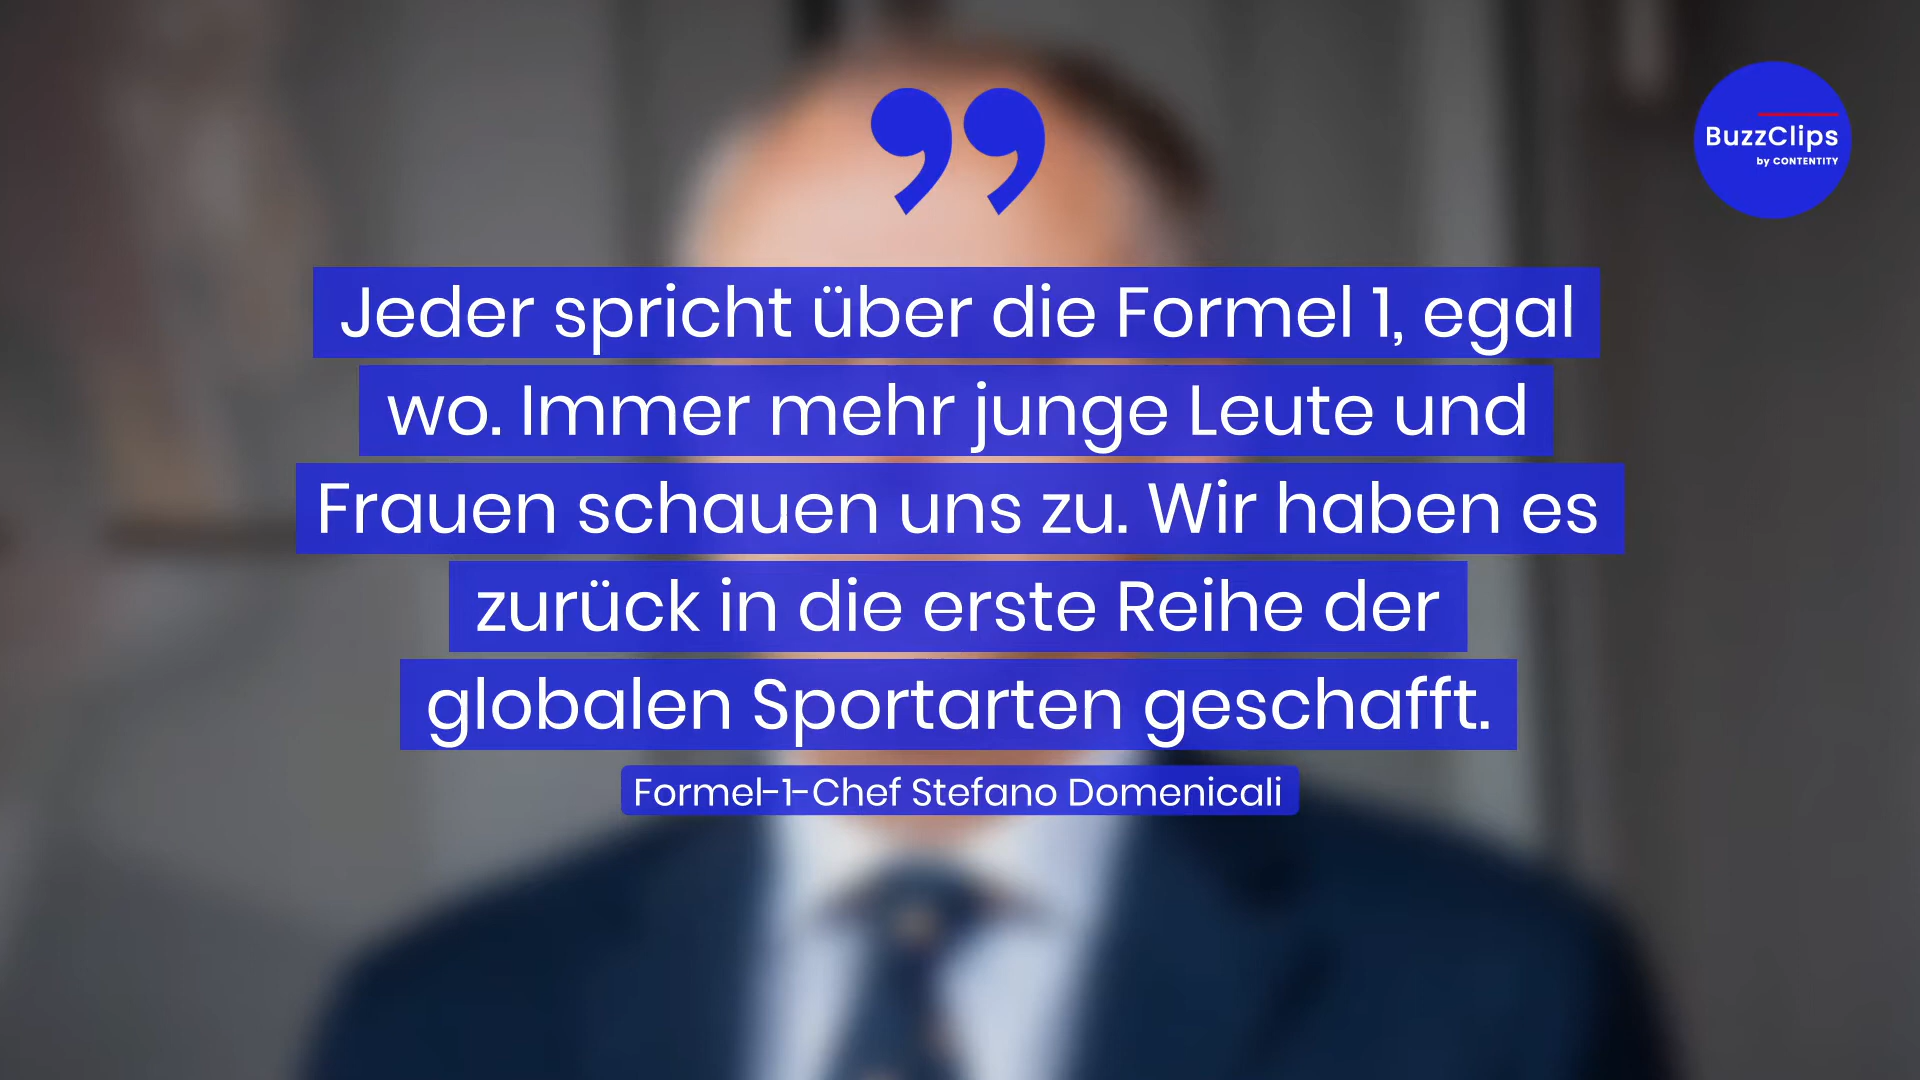 ”
BuzzClips
by CONTENTITY
Jeder spricht über die Formel 1, egal
wo. Immer mehr junge Leute und
Frauen schauen uns zu. Wir haben es
zurück in die erste Reihe der
globalen Sportarten geschafft.
Formel-1-Chef Stefano Domenicali